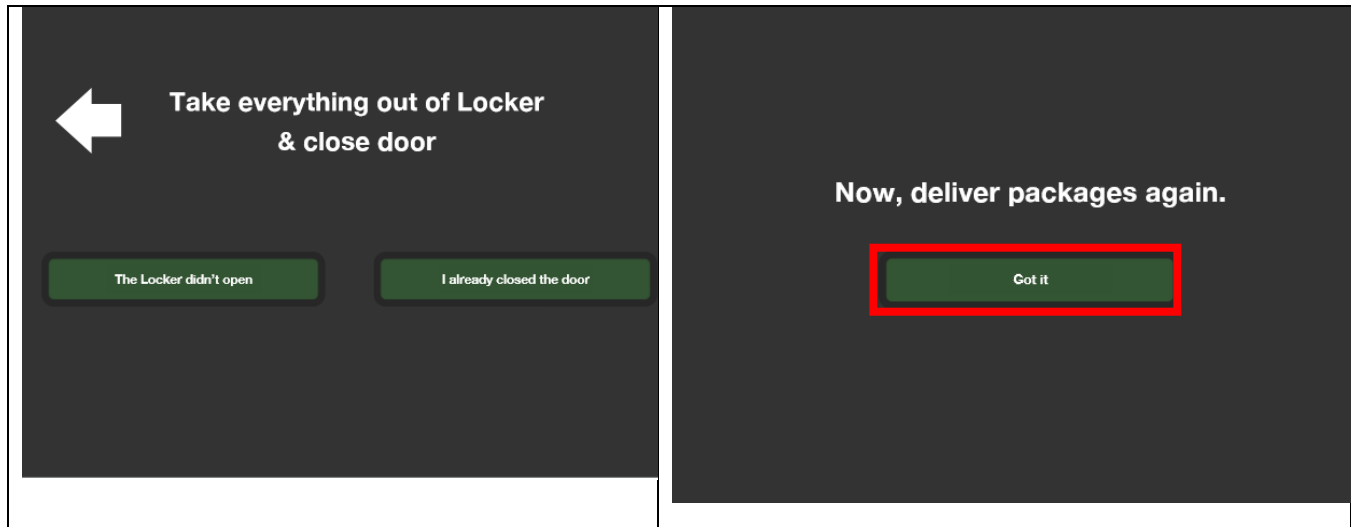 Take everything out of Locker
& close door
The Locker didn't open
I already closed the door
Now, deliver packages again.
Got it